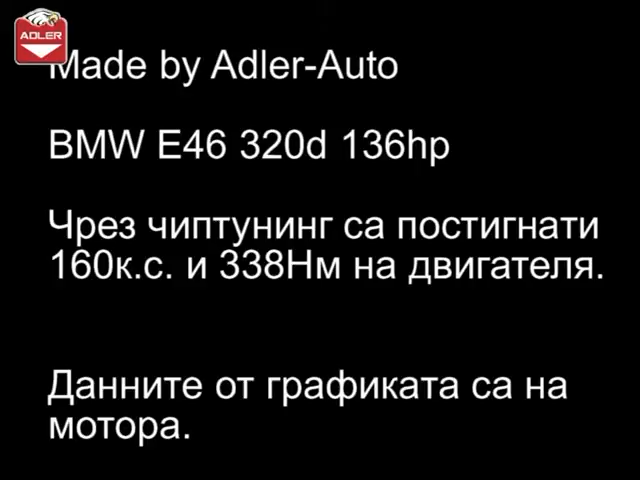 ADLER
Made by Adler-Auto
BMW E46 320d 136hp
Чрез чиптунинг са постигнати
160к.с. и 338Нм на двигателя.
Данните от графиката са на
мотора.